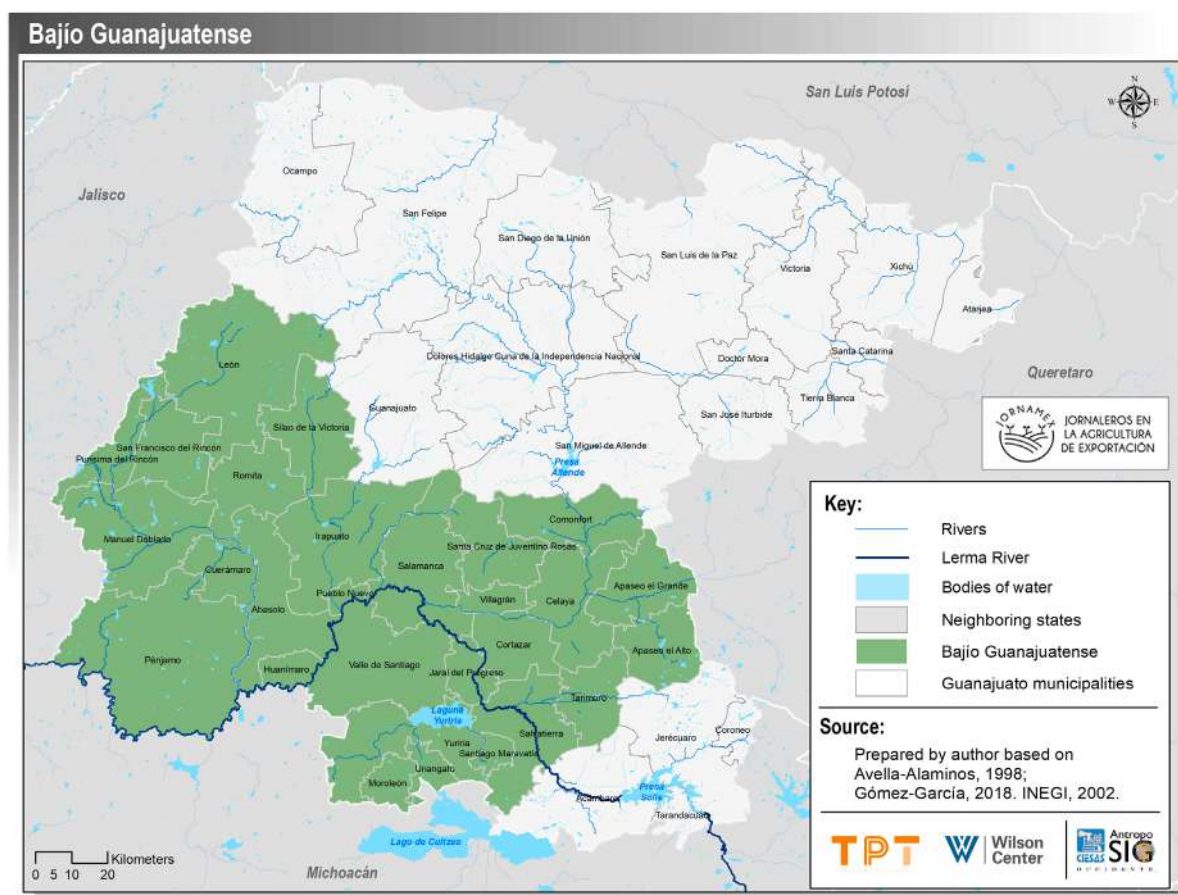 Bajío Guanajuatense
San Luis Potosí
N
W
E
S
Jalisco
Ocampo
San Felipe
San Diego de la Unión
San Luis de la Paz
Victoria
Xichú
Atarjea
León
Dolores Hidalgo Cuna de la Independencia Nacional
Doctor Mora
Santa Catarina
Queretaro
Guanajuato
San José Iturbide
Tierra Blanca
Silao de la Victoria
San Miguel de Allende
Presa
Allende
San Francisco del Rincón
Purísima del Rincón
Romita
JORNAMEX
JORNALEROS EN
LA AGRICULTURA
DE EXPORTACIÓN
Manuel Doblado
Irapuato
Comonfort
Santa Cruz de Juventino Rosas
Cuerámaro
Salamanca
Apaseo el Grande
Abasolo
Pueblo Nuevo
Villagrán
Celaya
Pénjamo
Huanímaro
Valle de Santiago
Cortazar
Jaral del Progreso
Apaseo el Alto
Tarimoro
Laguna
Yuriria
Yuriria
Salvatierra
Santiago Maravatío
Uriangato
Moroleón
Jerécuaro
Coroneo
Presa
Solís
Acámbaro
Tarandacuao
Lago de Cuitzeo
Michoacán
Kilometers
0 5 10 20
Key:
Rivers
Lerma River
Bodies of water
Neighboring states
Bajío Guanajuatense
Guanajuato municipalities
Source:
Prepared by author based on
Avella-Alaminos, 1998;
Gómez-García, 2018. INEGI, 2002.
TPT
Wilson
Center
CIESAS
Antropo
SIG
OCCIDENTE